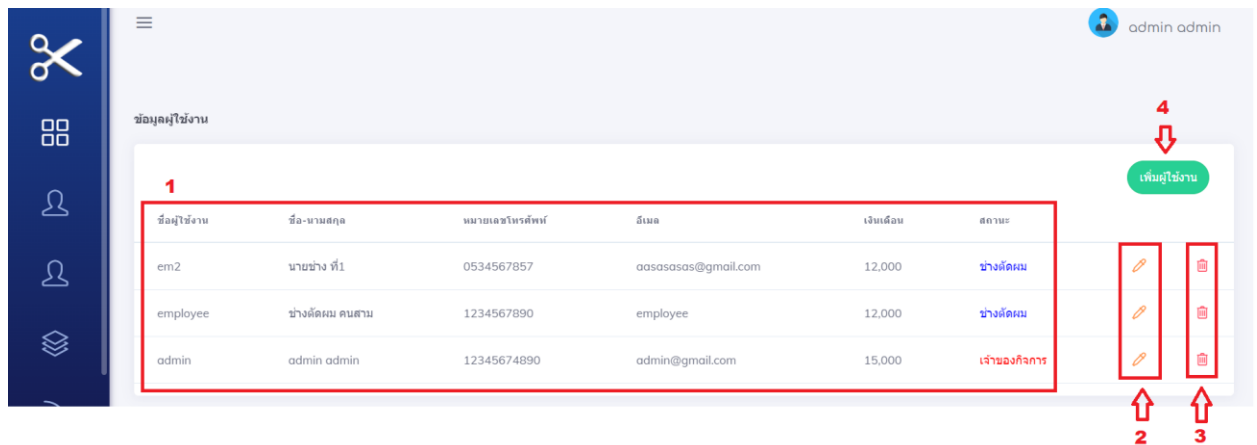 admin admin
4
ข้อมูลผู้ใช้งาน
เพิ่มผู้ใช้งาน
1
ชื่อผู้ใช้งาน ชื่อ-นามสกุล หมายเลขโทรศัพท์ อีเมล เงินเดือน สถานะ
em2 นายช่าง ที่1 0534567857 aasasasas@gmail.com 12,000 ช่างตัดผม
employee ช่างตัดผม คนสาม 1234567890 employee 12,000 ช่างตัดผม
admin admin admin 12345674890 admin@gmail.com 15,000 เจ้าของกิจการ
2 3